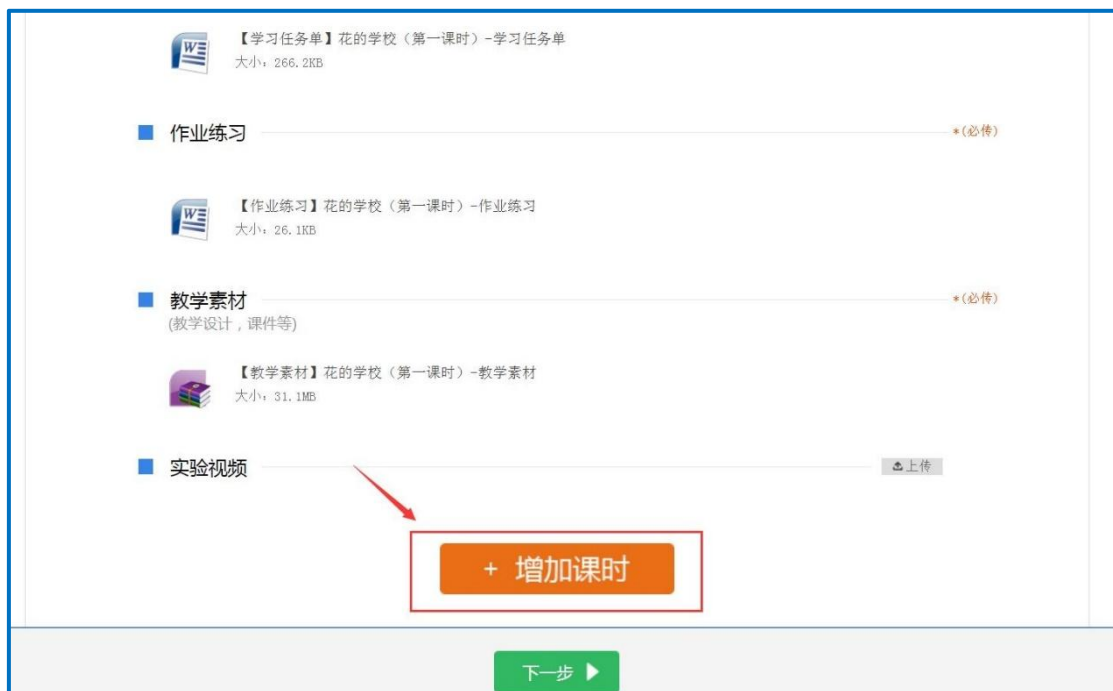 【学习任务单】花的学校（第一课时）-学习任务单
大小：266.2KB
作业练习
*(必传)
【作业练习】花的学校（第一课时）-作业练习
大小：26.1KB
教学素材
*(必传)
(教学设计，课件等)
【教学素材】花的学校（第一课时）-教学素材
大小：31.1MB
实验视频
上传
+ 增加课时
下一步